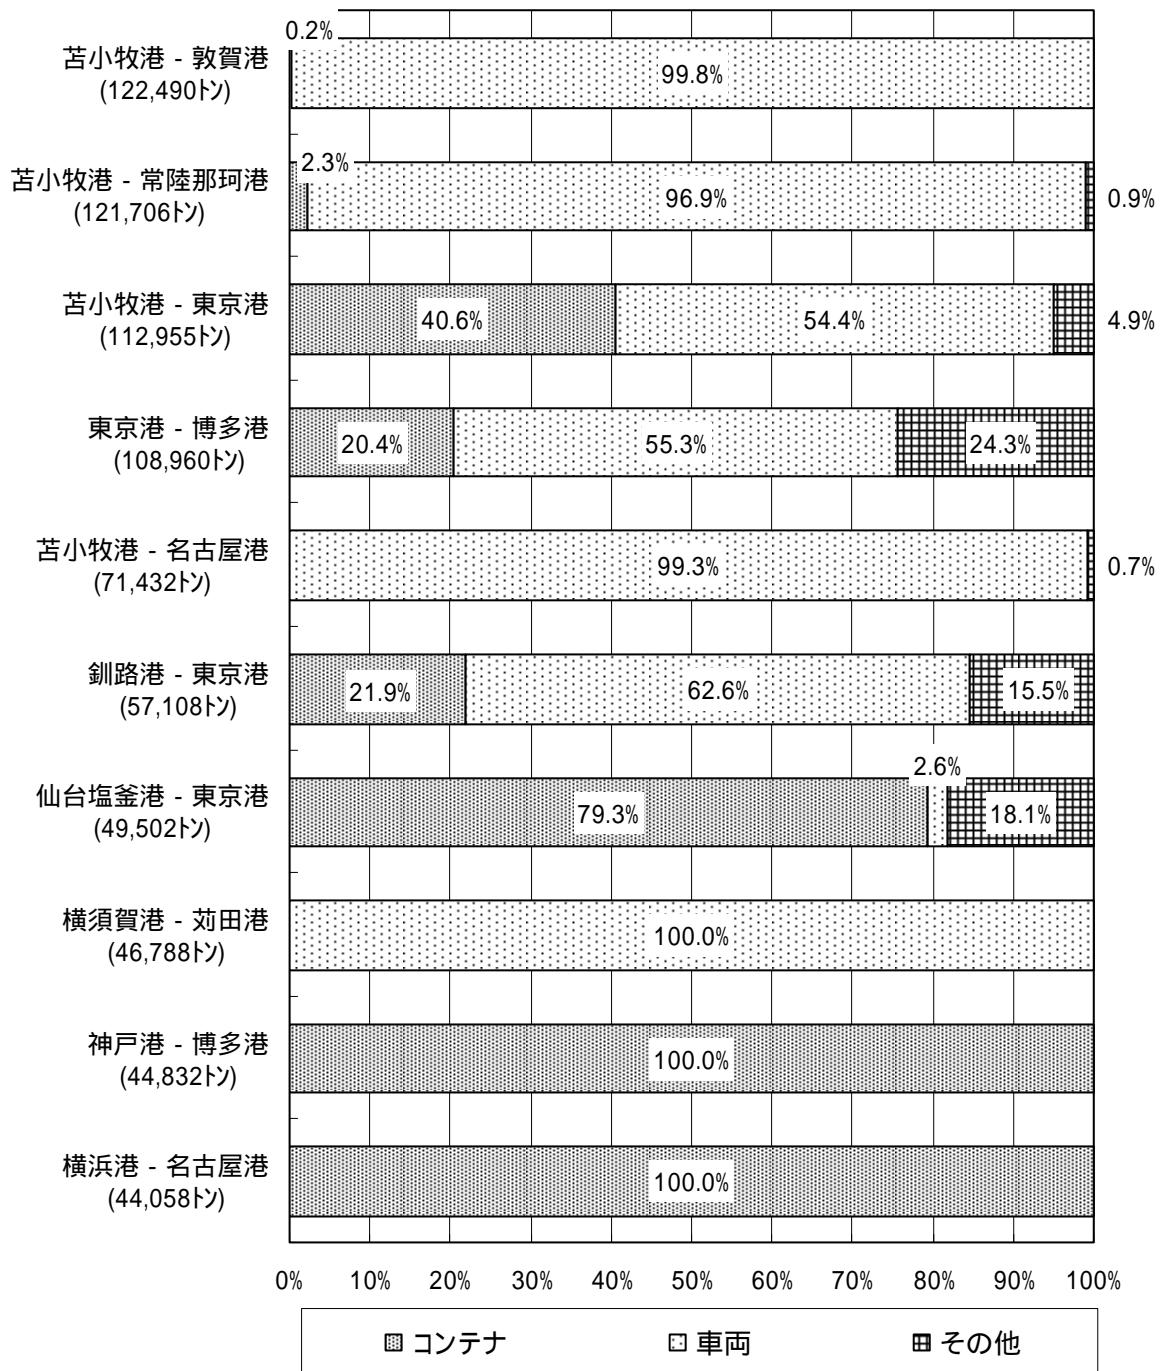 0.2%
苫小牧港 - 敦賀港
(122,490ﾄﾝ)
99.8%
2.3%
苫小牧港 - 常陸那珂港
(121,706ﾄﾝ)
96.9%
0.9%
苫小牧港 - 東京港
(112,955ﾄﾝ)
40.6%
54.4%
4.9%
東京港 - 博多港
(108,960ﾄﾝ)
20.4%
55.3%
24.3%
苫小牧港 - 名古屋港
(71,432ﾄﾝ)
99.3%
0.7%
釧路港 - 東京港
(57,108ﾄﾝ)
21.9%
62.6%
15.5%
2.6%
仙台塩釜港 - 東京港
(49,502ﾄﾝ)
79.3%
18.1%
横須賀港 - 苅田港
(46,788ﾄﾝ)
100.0%
神戸港 - 博多港
(44,832ﾄﾝ)
100.0%
横浜港 - 名古屋港
(44,058ﾄﾝ)
100.0%
0% 10% 20% 30% 40% 50% 60% 70% 80% 90% 100%
コンテナ 車両 その他